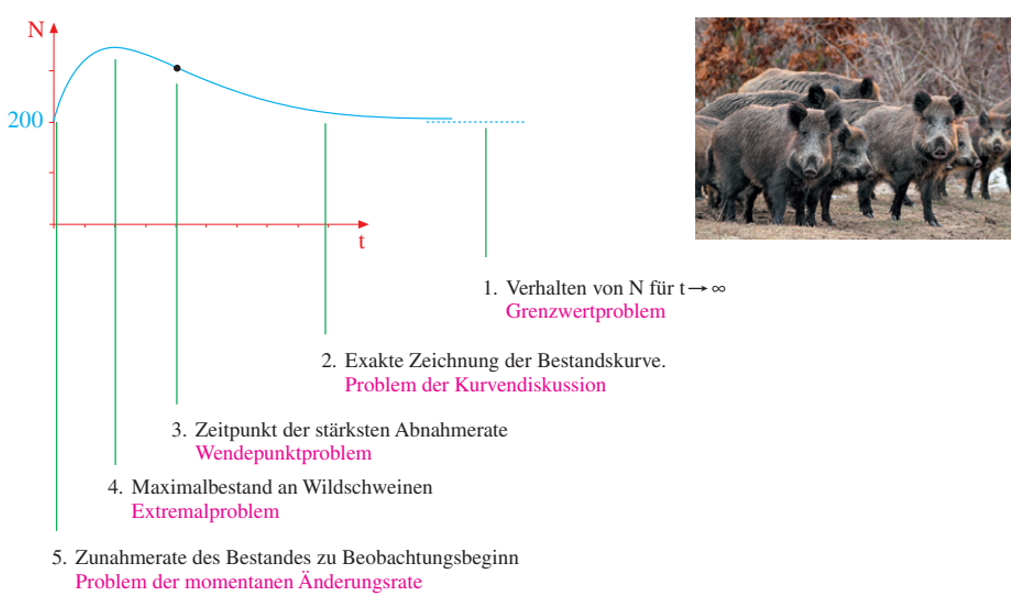 N
200
t
1. Verhalten von N für t→∞
Grenzwertproblem
2. Exakte Zeichnung der Bestandskurve.
Problem der Kurvendiskussion
3. Zeitpunkt der stärksten Abnahmerate
Wendepunktproblem
4. Maximalbestand an Wildschweinen
Extremalproblem
5. Zunahmerate des Bestandes zu Beobachtungsbeginn
Problem der momentanen Änderungsrate